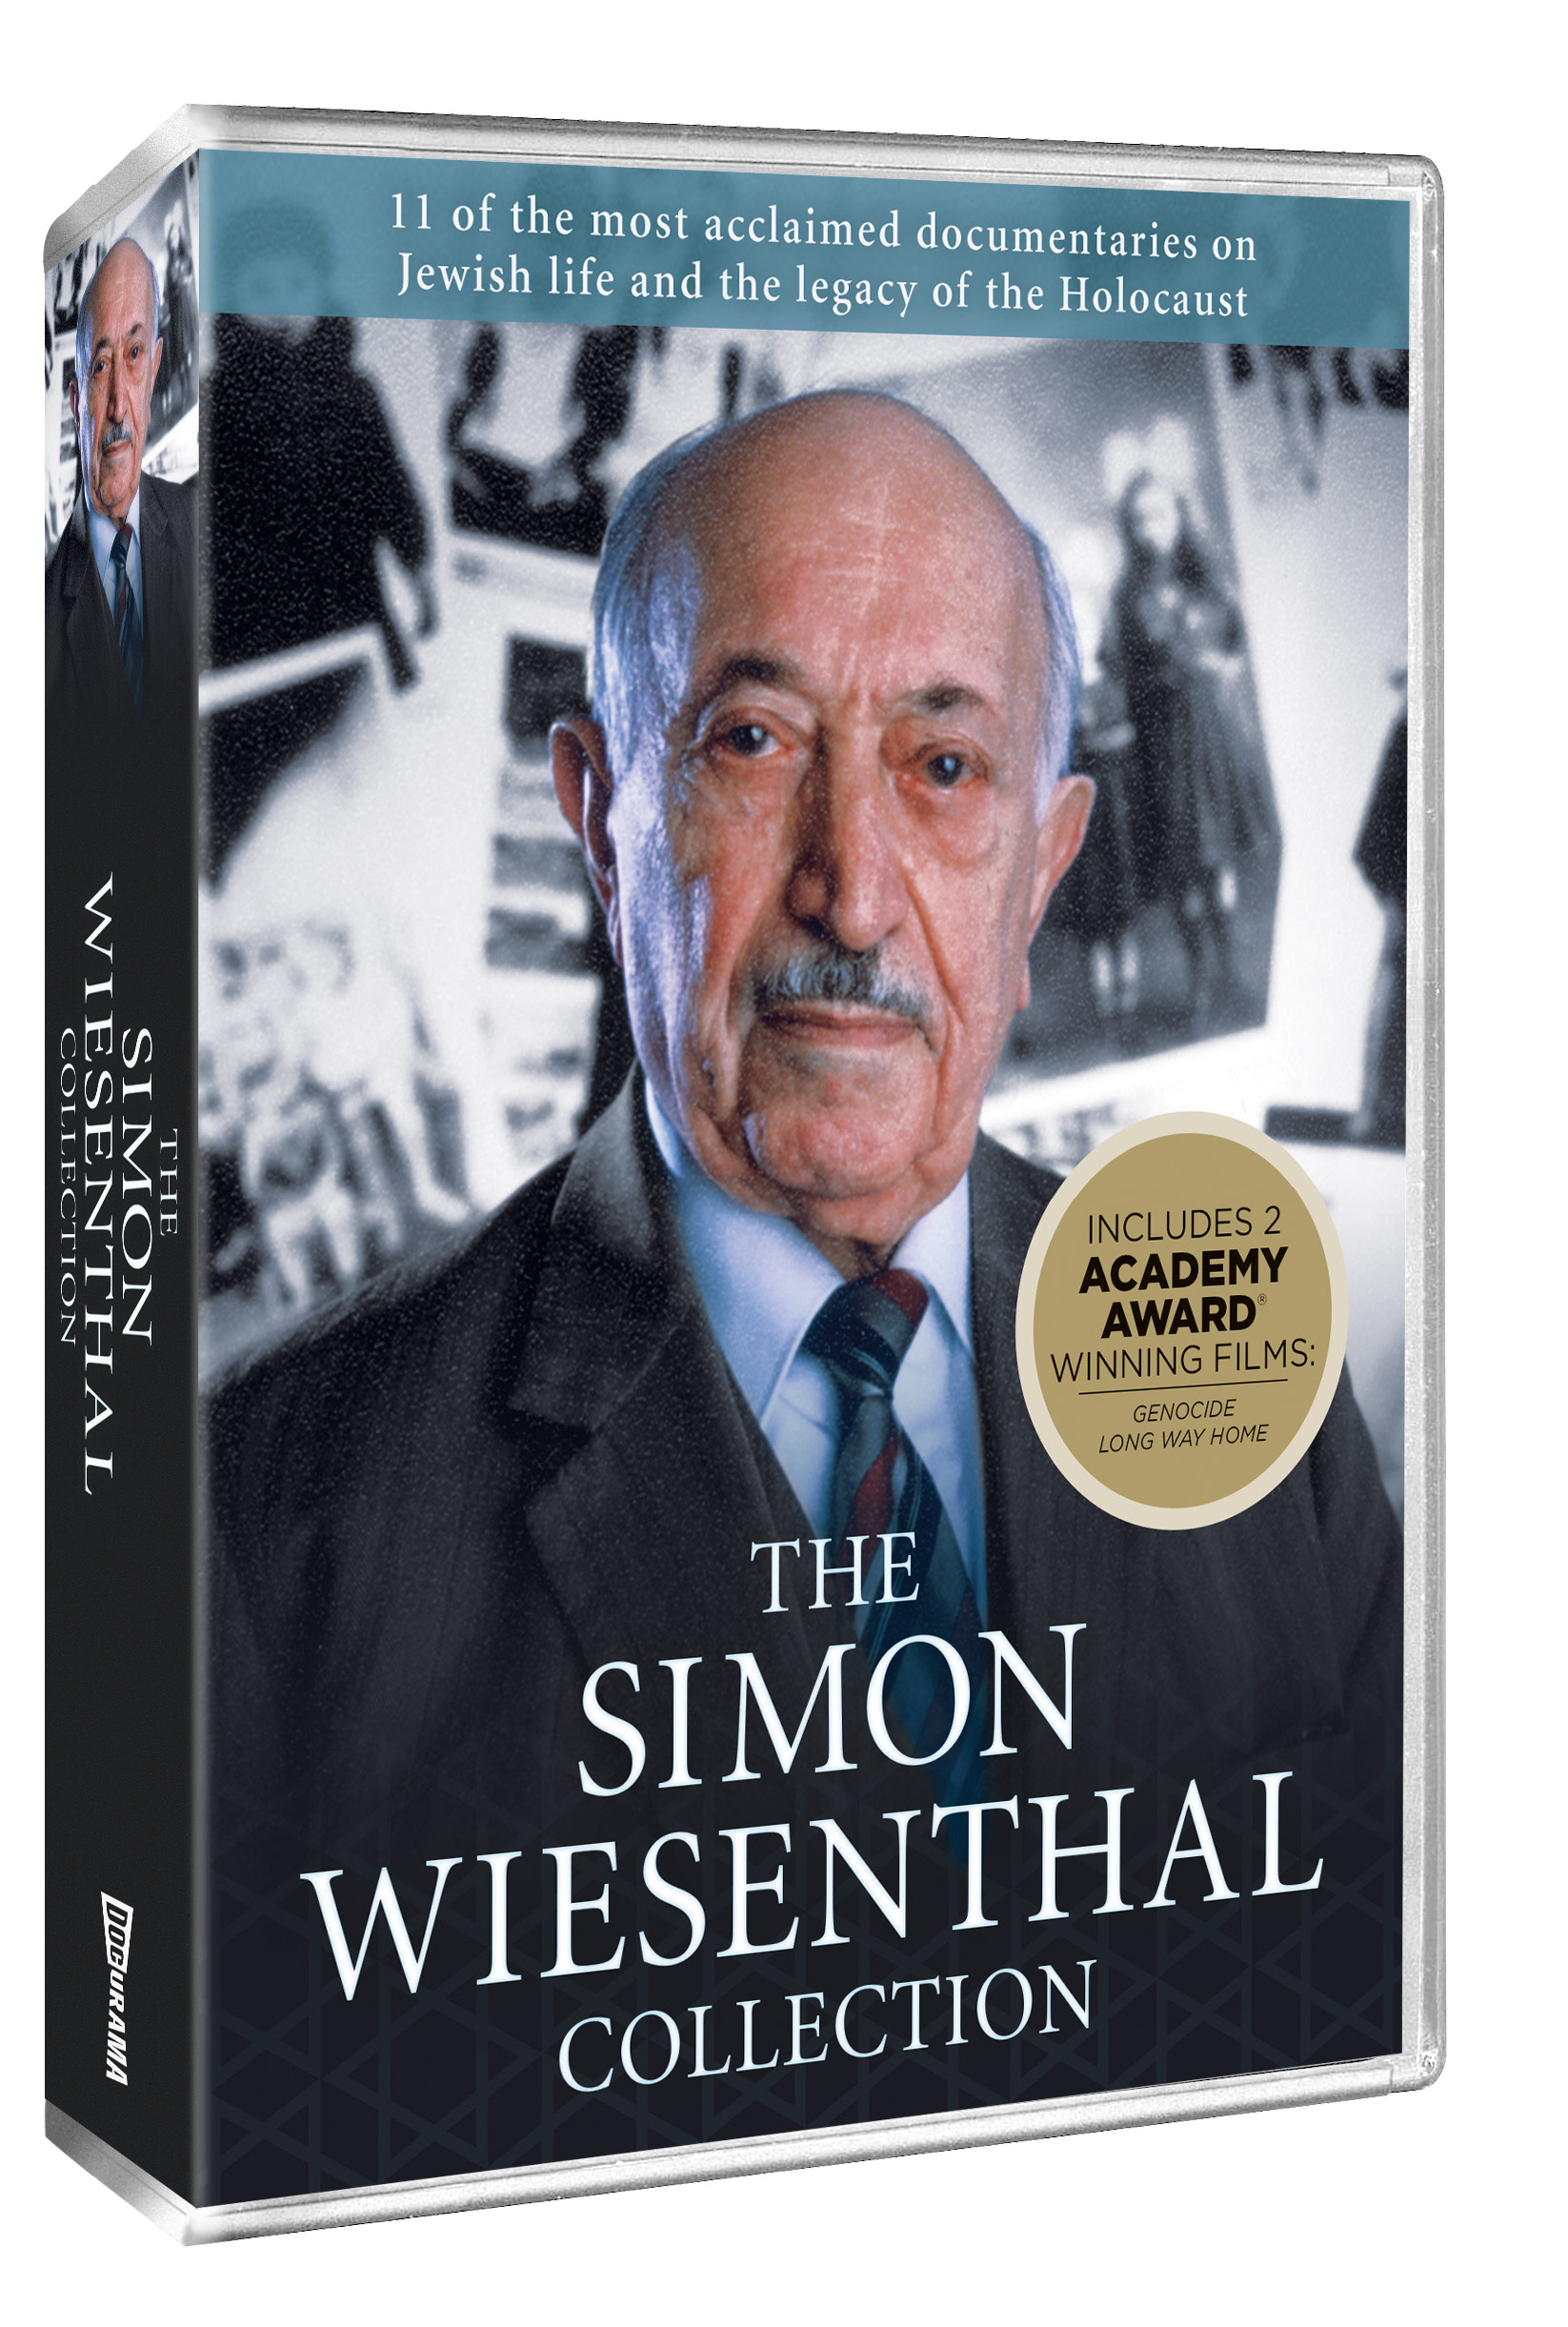 11 of the most acclaimed documentaries on
Jewish life and the legacy of the Holocaust
INCLUDES 2
ACADEMY
AWARD®
WINNING FILMS:
GENOCIDE
LONG WAY HOME
THE
SIMON
WIESENTHAL
COLLECTION
THE
SIMON
WIESENTHAL
COLLECTION
DOCURAMA